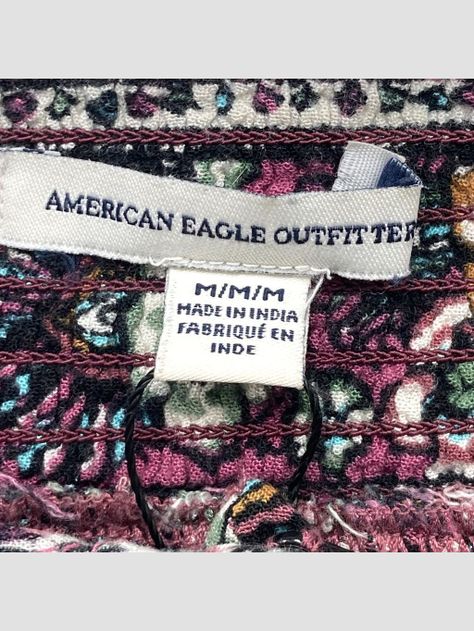 AMERICAN EAGLE OUTFITTER
M/M/M
MADE IN INDIA
FABRIQUÉ EN
INDE